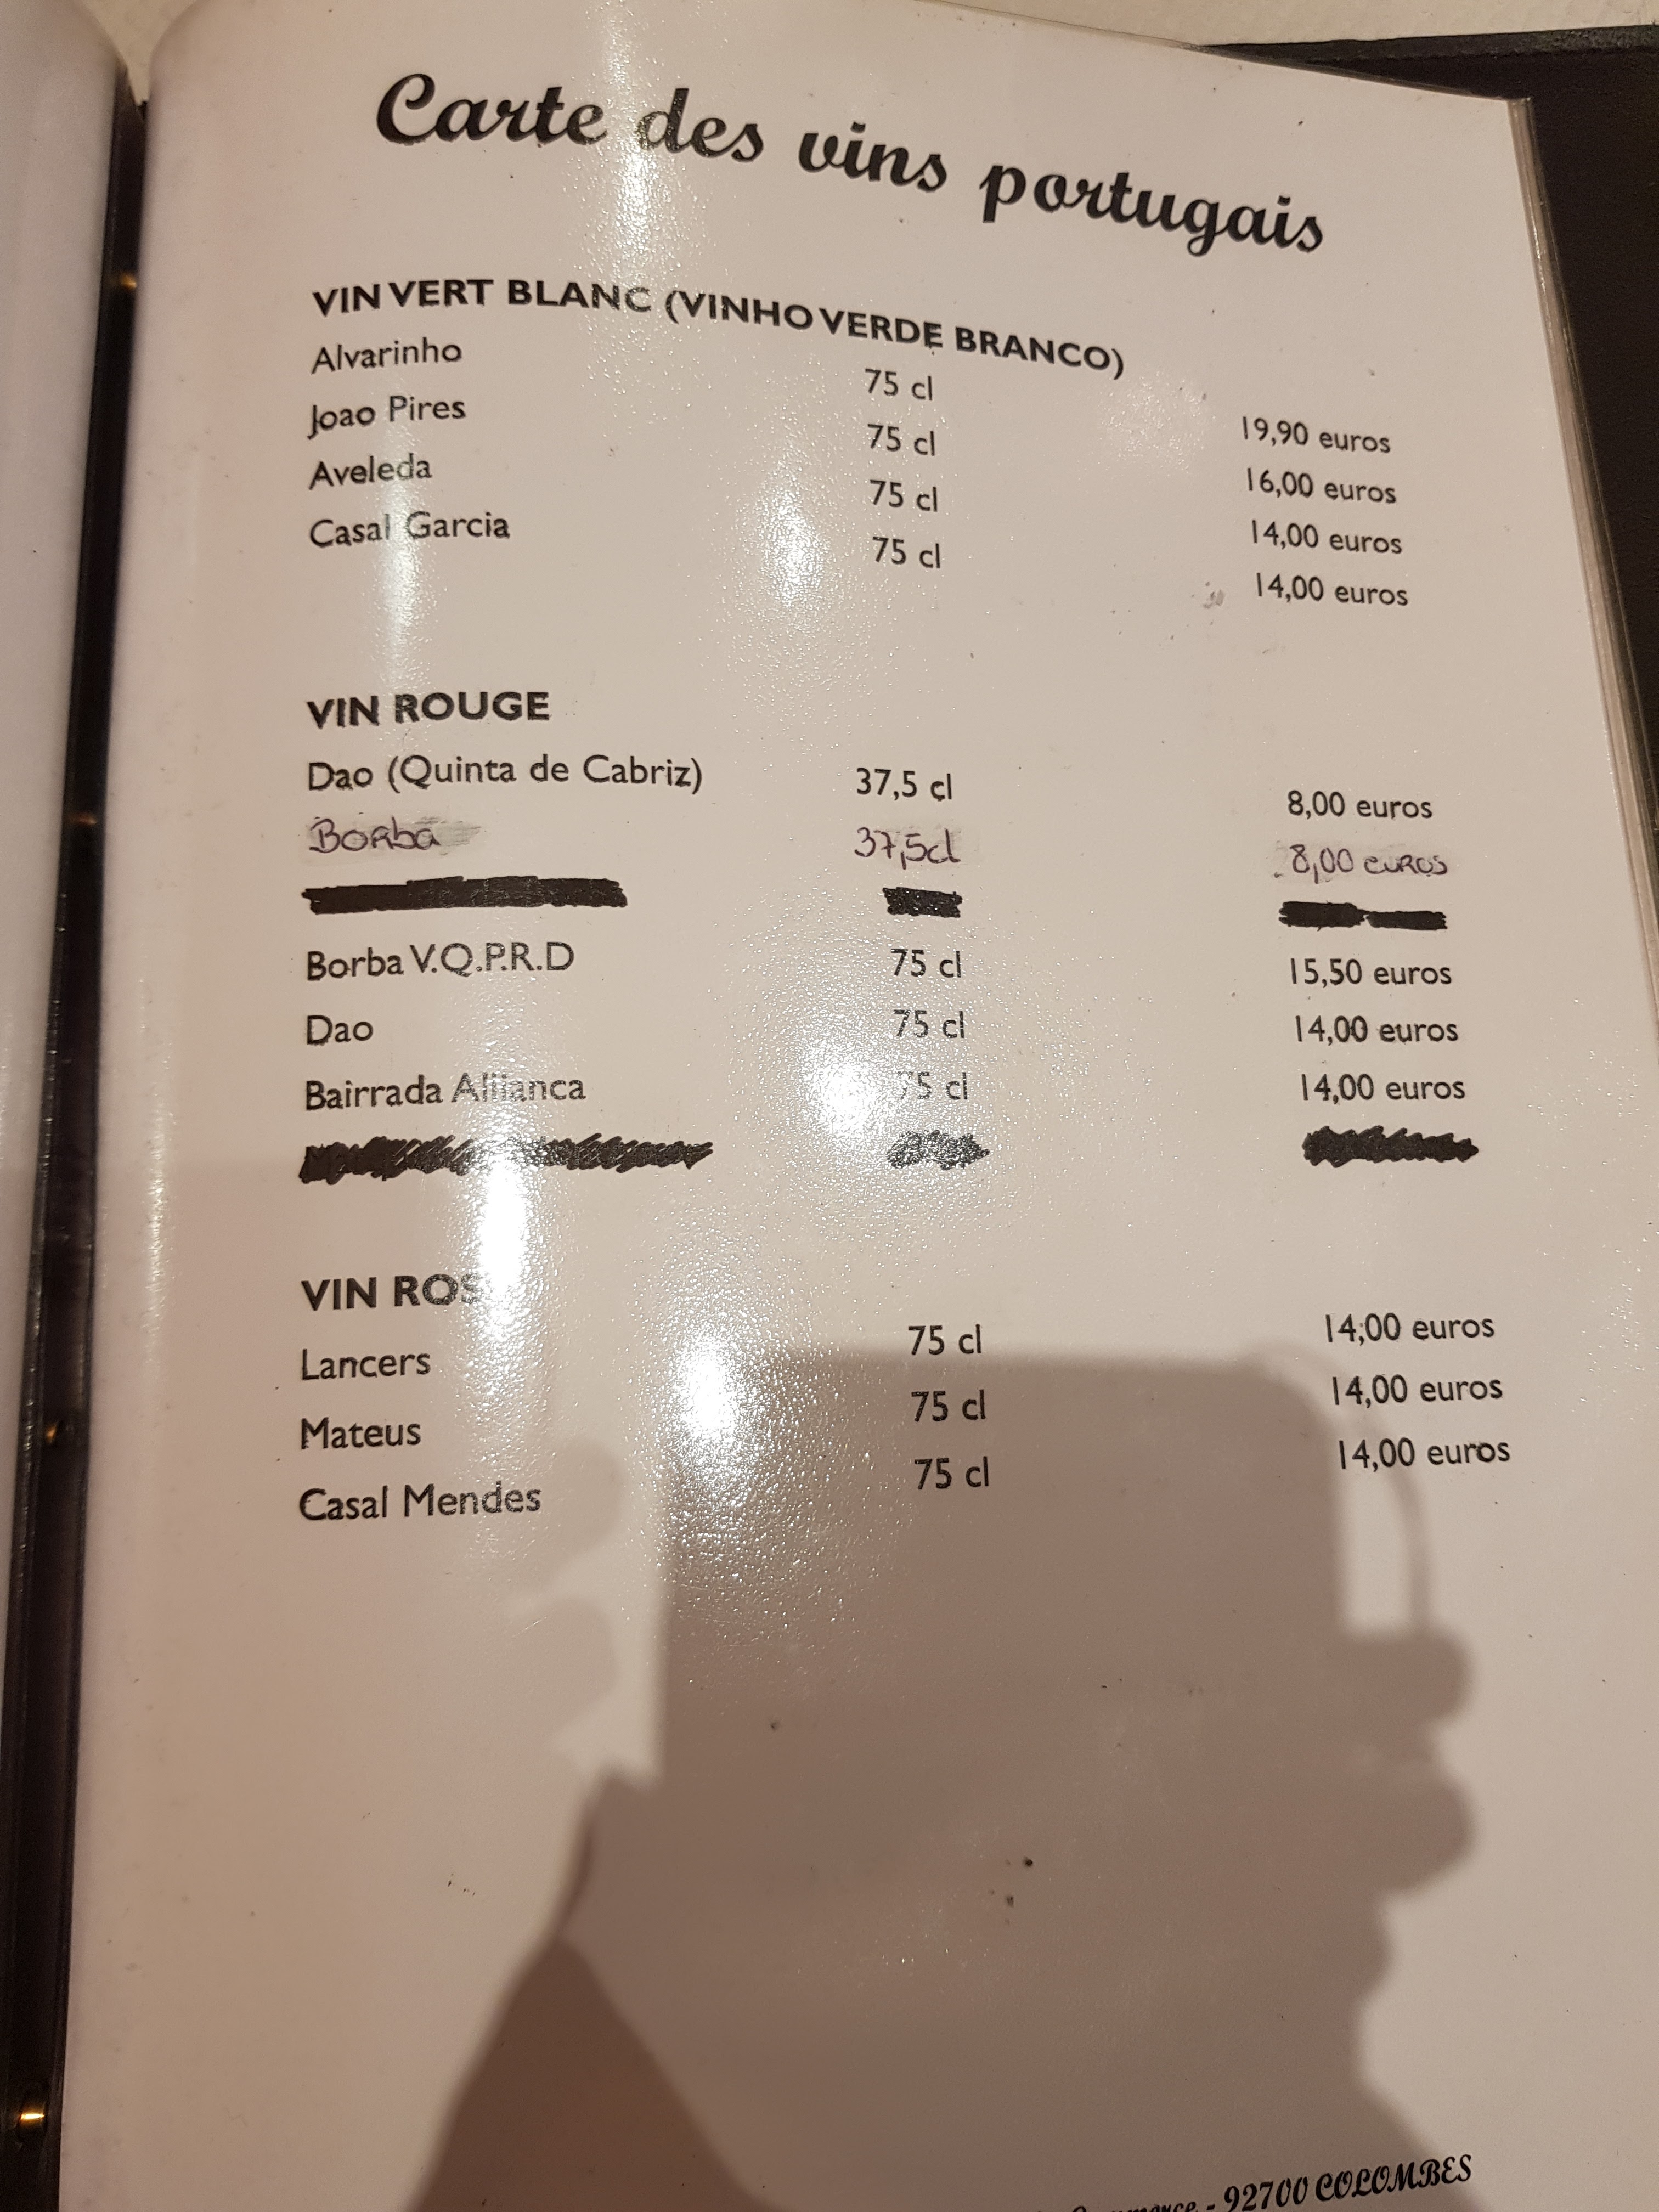 Carte des vins portugais
VIN VERT BLANC (VINHO VERDE BRANCO)
Alvarinho 75 cl 19,90 euros
Joao Pires 75 cl 16,00 euros
Aveleda 75 cl 14,00 euros
Casal Garcia 75 cl 14,00 euros
VIN ROUGE
Dao (Quinta de Cabriz) 37,5 cl 8,00 euros
Borba 37,5cl 8,00 euros
Borba V.Q.P.R.D 75 cl 15,50 euros
Dao 75 cl 14,00 euros
Bairrada Alliança 75 cl 14,00 euros
VIN ROS
Lancers 75 cl 14,00 euros
Mateus 75 cl 14,00 euros
Casal Mendes 75 cl 14,00 euros
- 92700 COLOMBES